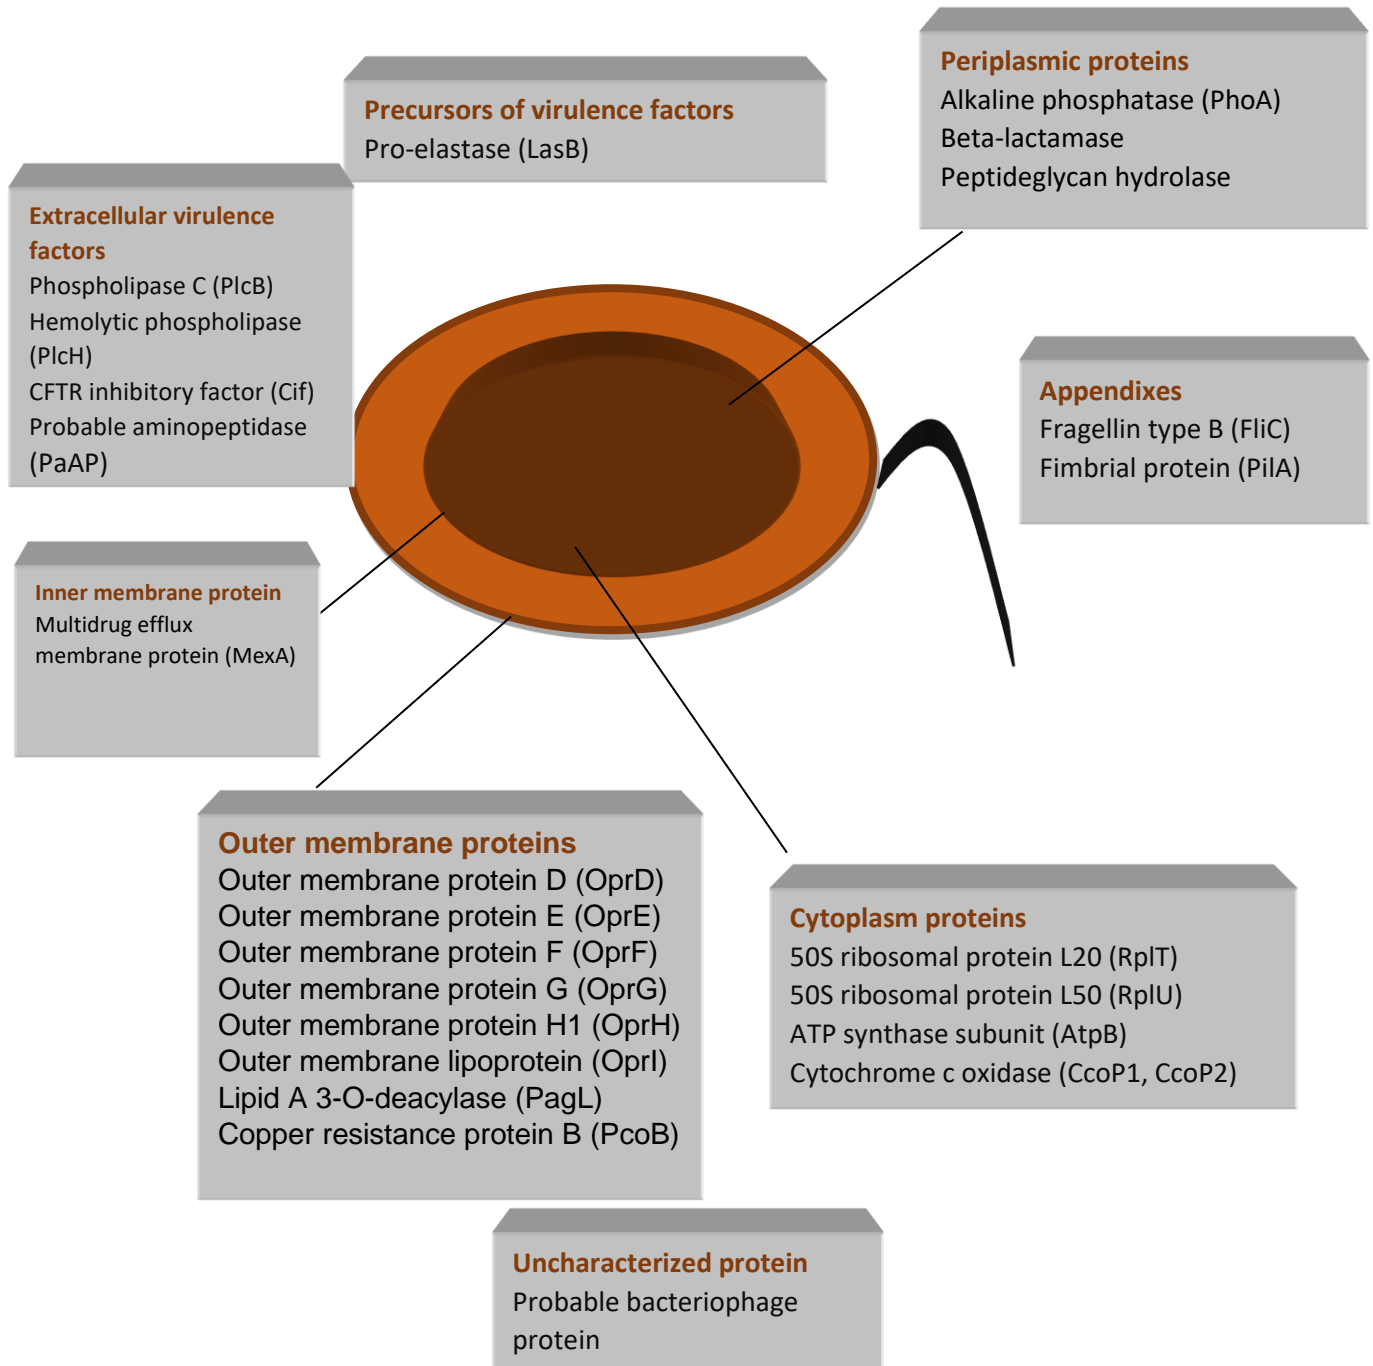 Precursors of virulence factors
Pro-elastase (LasB)
Periplasmic proteins
Alkaline phosphatase (PhoA)
Beta-lactamase
Peptideglycan hydrolase
Extracellular virulence
factors
Phospholipase C (PlcB)
Hemolytic phospholipase
(PlcH)
CFTR inhibitory factor (Cif)
Probable aminopeptidase
(PaAP)
Appendixes
Fragellin type B (FliC)
Fimbrial protein (PilA)
Inner membrane protein
Multidrug efflux
membrane protein (MexA)
Outer membrane proteins
Outer membrane protein D (OprD)
Outer membrane protein E (OprE)
Outer membrane protein F (OprF)
Outer membrane protein G (OprG)
Outer membrane protein H1 (OprH)
Outer membrane lipoprotein (OprI)
Lipid A 3-O-deacylase (PagL)
Copper resistance protein B (PcoB)
Cytoplasm proteins
50S ribosomal protein L20 (RplT)
50S ribosomal protein L50 (RplU)
ATP synthase subunit (AtpB)
Cytochrome c oxidase (CcoP1, CcoP2)
Uncharacterized protein
Probable bacteriophage
protein